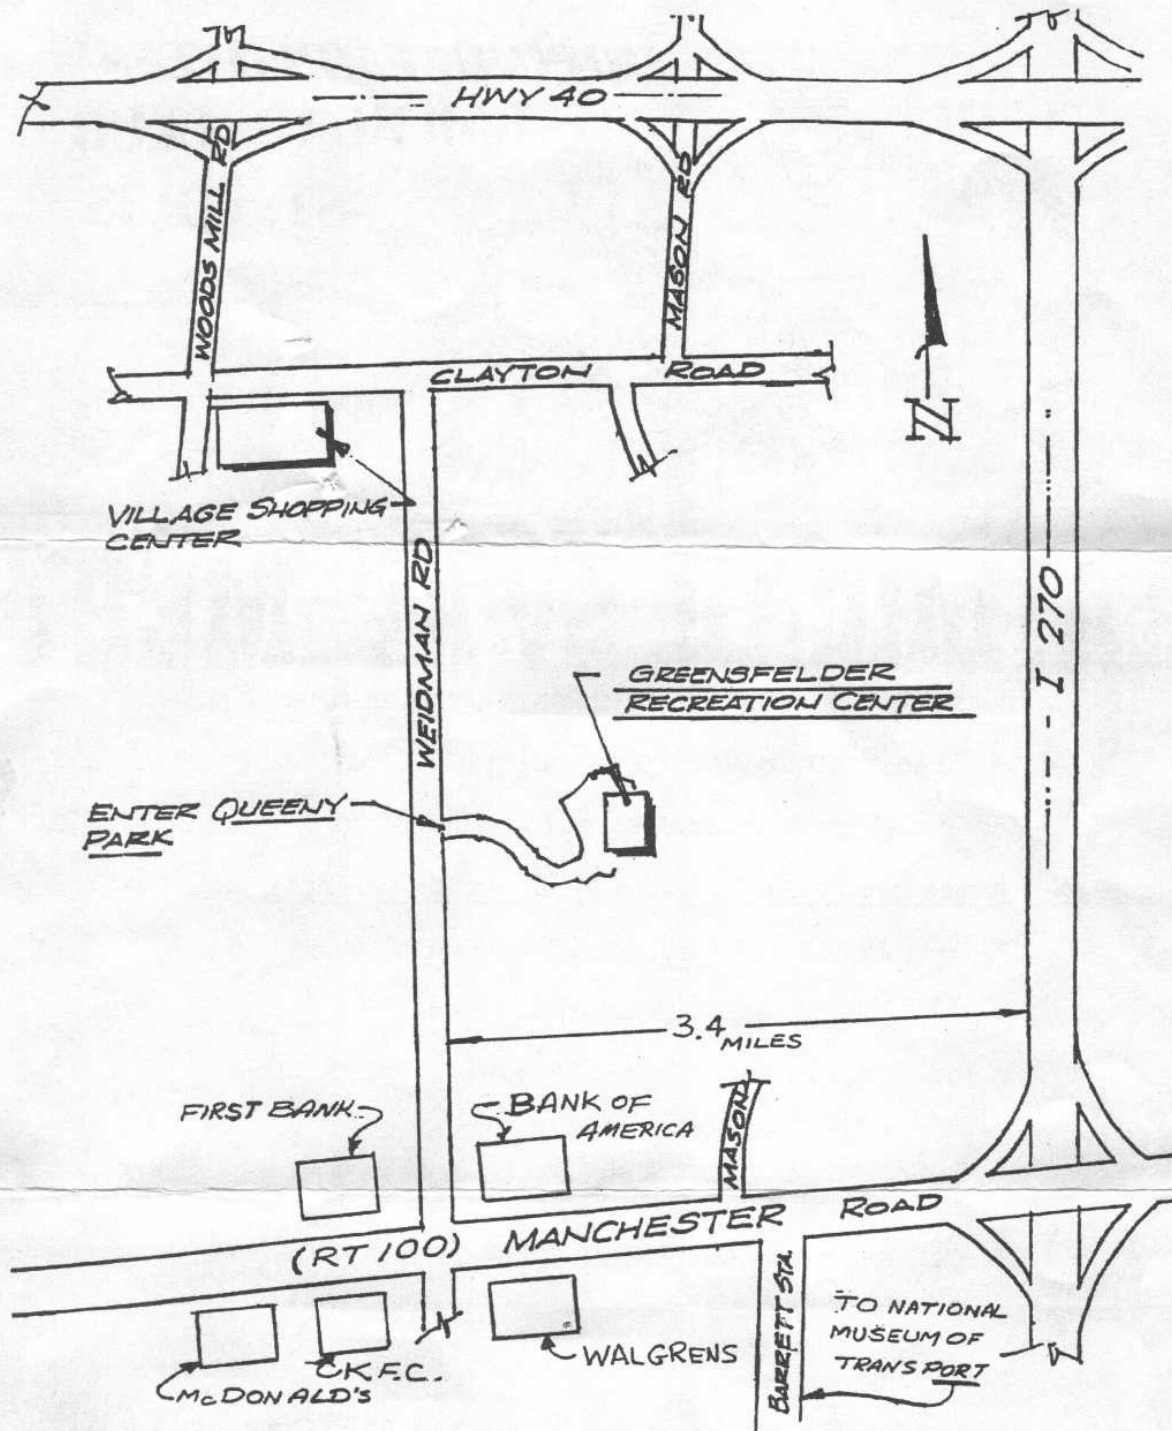 HWY 40
WOODS MILL RD
MASON RD
CLAYTON ROAD
N
VILLAGE SHOPPING
CENTER
WEIDMAN RD
I - 270
GREENSFELDER
RECREATION CENTER
ENTER QUEENY
PARK
3.4 MILES
FIRST BANK
BANK OF
AMERICA
MASON
(RT 100) MANCHESTER ROAD
BARRETT STA.
TO NATIONAL
MUSEUM OF
TRANSPORT
WALGRENS
K.F.C.
McDONALD'S